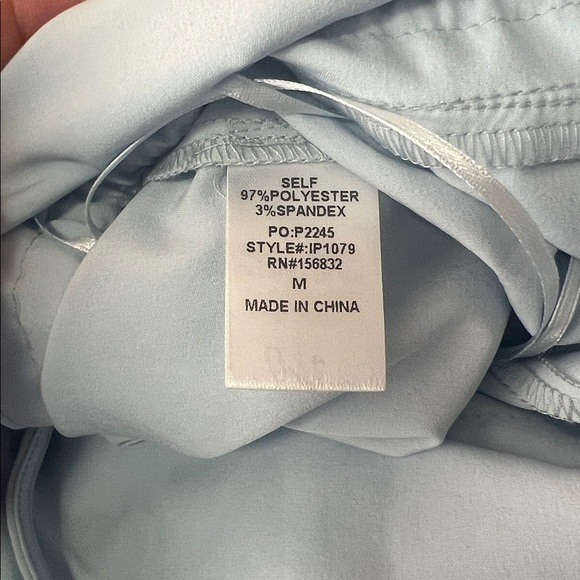 SELF
97%POLYESTER
3%SPANDEX
PO:P2245
STYLE#:IP1079
RN#156832
M
MADE IN CHINA